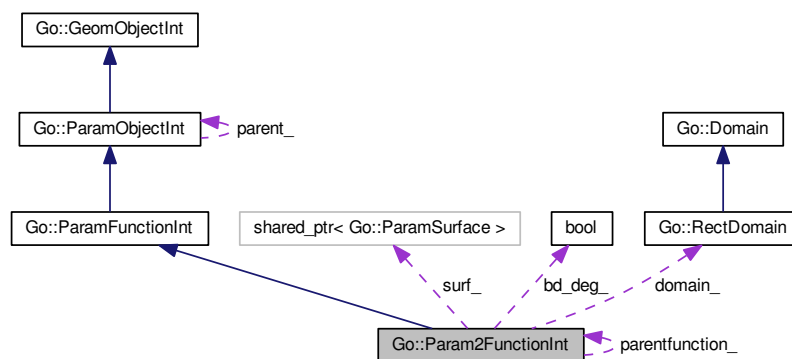 Go::GeomObjectInt
Go::ParamObjectInt
parent_
Go::Domain
Go::ParamFunctionInt
shared_ptr< Go::ParamSurface >
bool
Go::RectDomain
surf_
bd_deg_
domain_
Go::Param2FunctionInt
parentfunction_